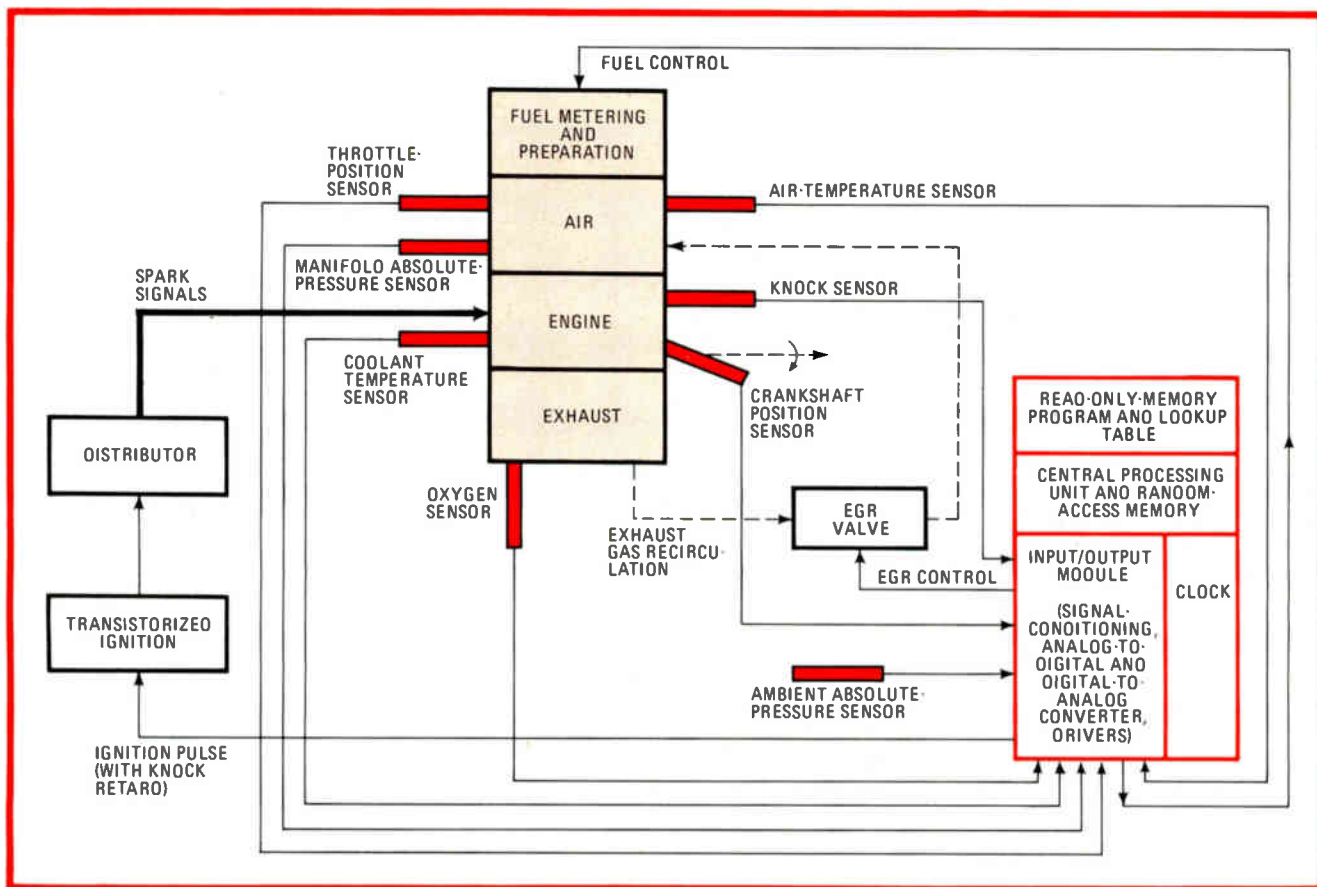 FUEL CONTROL
FUEL METERING
AND
PREPARATION
THROTTLE-
POSITION
SENSOR
AIR-TEMPERATURE SENSOR
AIR
MANIFOLO ABSOLUTE-
PRESSURE SENSOR
SPARK
SIGNALS
KNOCK SENSOR
ENGINE
COOLANT
TEMPERATURE
SENSOR
CRANKSHAFT
POSITION
SENSOR
EXHAUST
REAO-ONLY-MEMORY
PROGRAM AND LOOKUP
TABLE
OISTRIBUTOR
CENTRAL PROCESSING
UNIT AND RANOOM-
ACCESS MEMORY
OXYGEN
SENSOR
EXHAUST
GAS RECIRCU-
LATION
EGR
VALVE
EGR CONTROL
INPUT/OUTPUT
MOOULE
(SIGNAL-
CONOITIONING,
ANALOG-TO-
OIGITAL ANO
OIGITAL-TO-
ANALOG
CONVERTER,
ORIVERS)
CLOCK
TRANSISTORIZEO
IGNITION
AMBIENT ABSOLUTE-
PRESSURE SENSOR
IGNITION PULSE
(WITH KNOCK
RETARO)